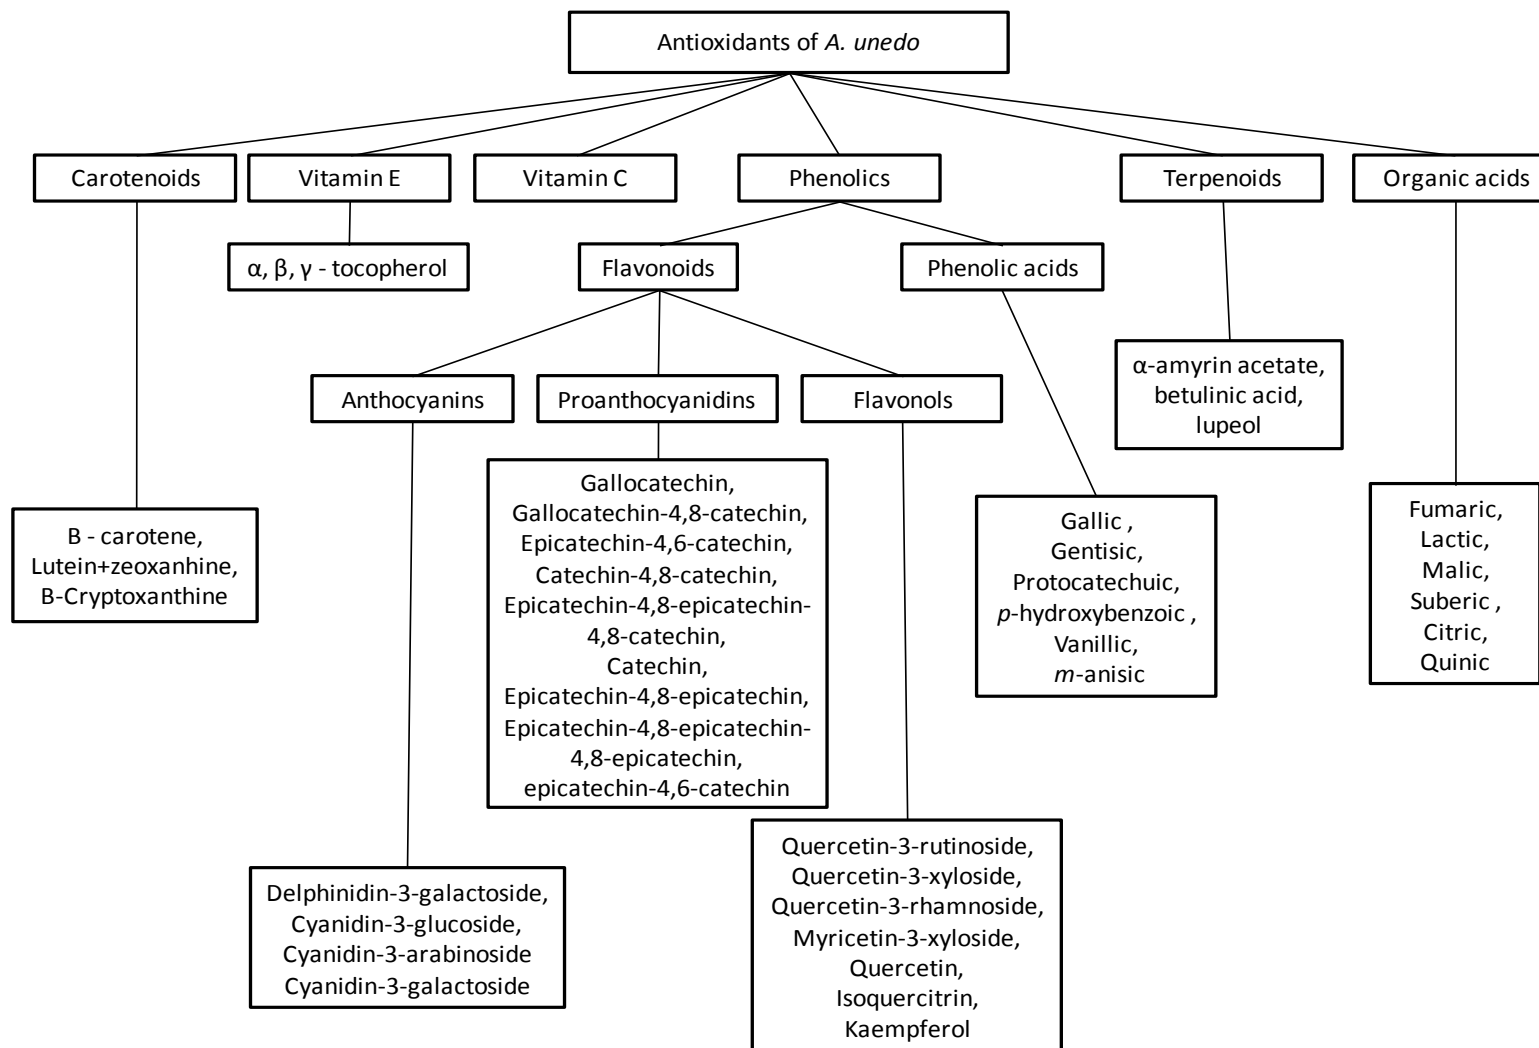 Antioxidants of A. unedo
Carotenoids
Vitamin E
Vitamin C
Phenolics
Terpenoids
Organic acids
α, β, γ - tocopherol
Flavonoids
Phenolic acids
α-amyrin acetate,
betulinic acid,
lupeol
Anthocyanins
Proanthocyanidins
Flavonols
B - carotene,
Lutein+zeoxanhine,
B-Cryptoxanthine
Gallocatechin,
Gallocatechin-4,8-catechin,
Epicatechin-4,6-catechin,
Catechin-4,8-catechin,
Epicatechin-4,8-epicatechin-
4,8-catechin,
Catechin,
Epicatechin-4,8-epicatechin,
Epicatechin-4,8-epicatechin-
4,8-epicatechin,
epicatechin-4,6-catechin
Gallic ,
Gentisic,
Protocatechuic,
p-hydroxybenzoic ,
Vanillic,
m-anisic
Fumaric,
Lactic,
Malic,
Suberic ,
Citric,
Quinic
Delphinidin-3-galactoside,
Cyanidin-3-glucoside,
Cyanidin-3-arabinoside
Cyanidin-3-galactoside
Quercetin-3-rutinoside,
Quercetin-3-xyloside,
Quercetin-3-rhamnoside,
Myricetin-3-xyloside,
Quercetin,
Isoquercitrin,
Kaempferol